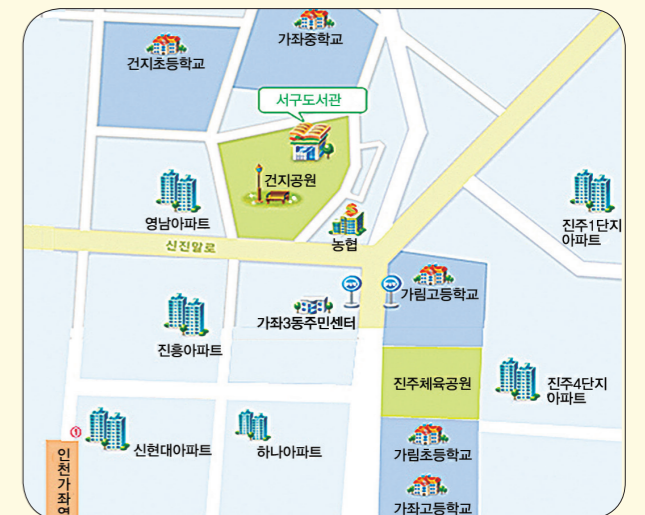 가좌중학교
건지초등학교
서구도서관
건지공원
영남아파트
진주1단지
아파트
농협
신진말로
가림고등학교
가좌3동주민센터
진흥아파트
진주체육공원
진주4단지
아파트
①
신현대아파트
하나아파트
가림초등학교
인천가좌역
가좌고등학교